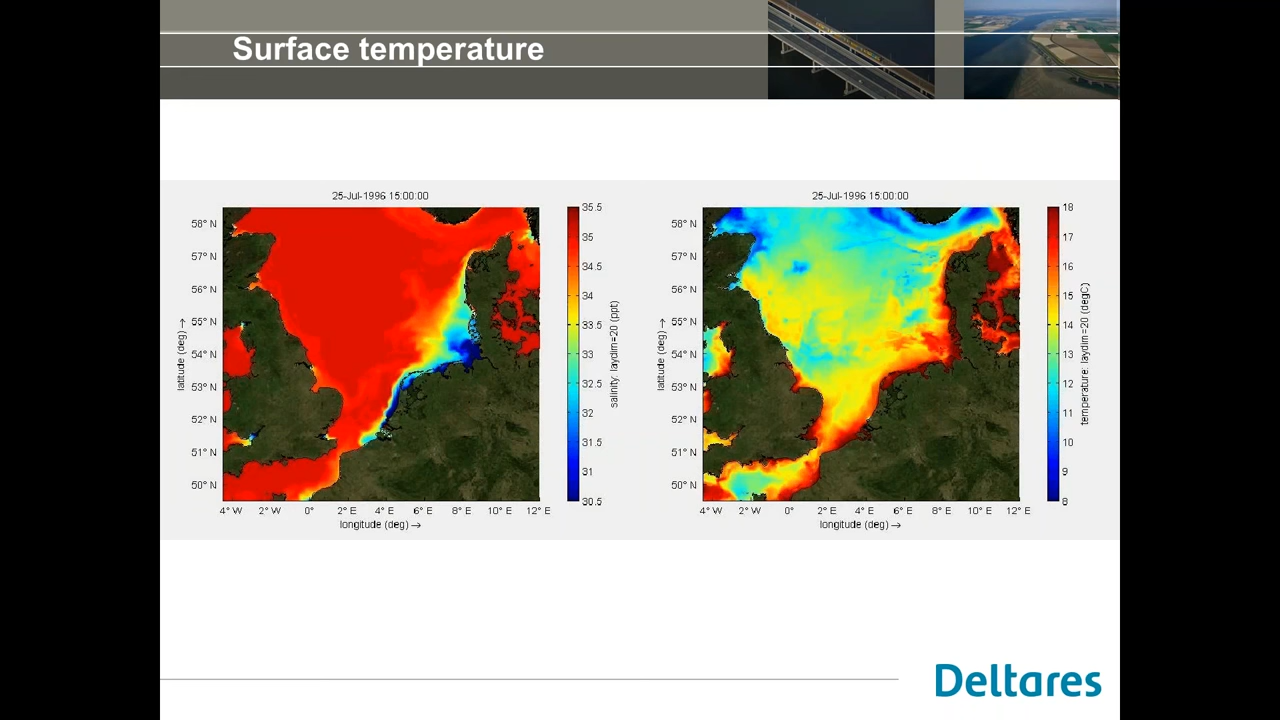 Surface temperature
25-Jul-1996 15:00:00
58° N
57° N
56° N
55° N
54° N
53° N
52° N
51° N
50° N
latitude (deg) →
4° W 2° W 0° 2° E 4° E 6° E 8° E 10° E 12° E
longitude (deg) →
35.5
35
34.5
34
33.5
33
32.5
32
31.5
31
30.5
salinity: laydim=20 (ppt)
25-Jul-1996 15:00:00
58° N
57° N
56° N
55° N
54° N
53° N
52° N
51° N
50° N
latitude (deg) →
4° W 2° W 0° 2° E 4° E 6° E 8° E 10° E 12° E
longitude (deg) →
18
17
16
15
14
13
12
11
10
9
8
temperature: laydim=20 (degC)
Deltares